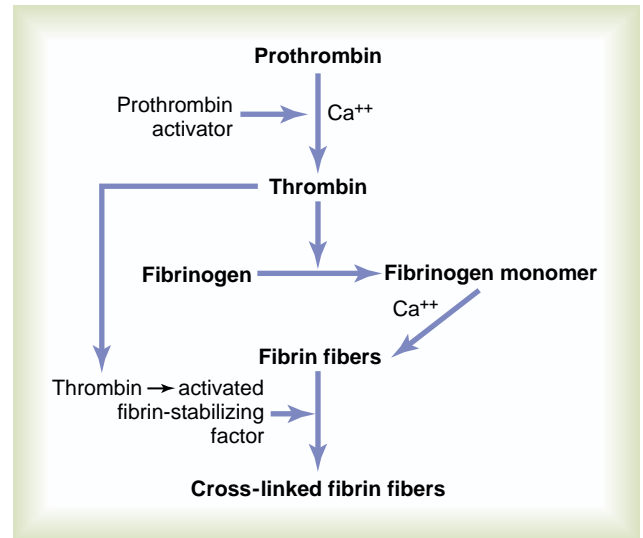 Prothrombin
Prothrombin
activator
Ca⁺⁺
Thrombin
Fibrinogen
Fibrinogen monomer
Ca⁺⁺
Fibrin fibers
Thrombin → activated
fibrin-stabilizing
factor
Cross-linked fibrin fibers